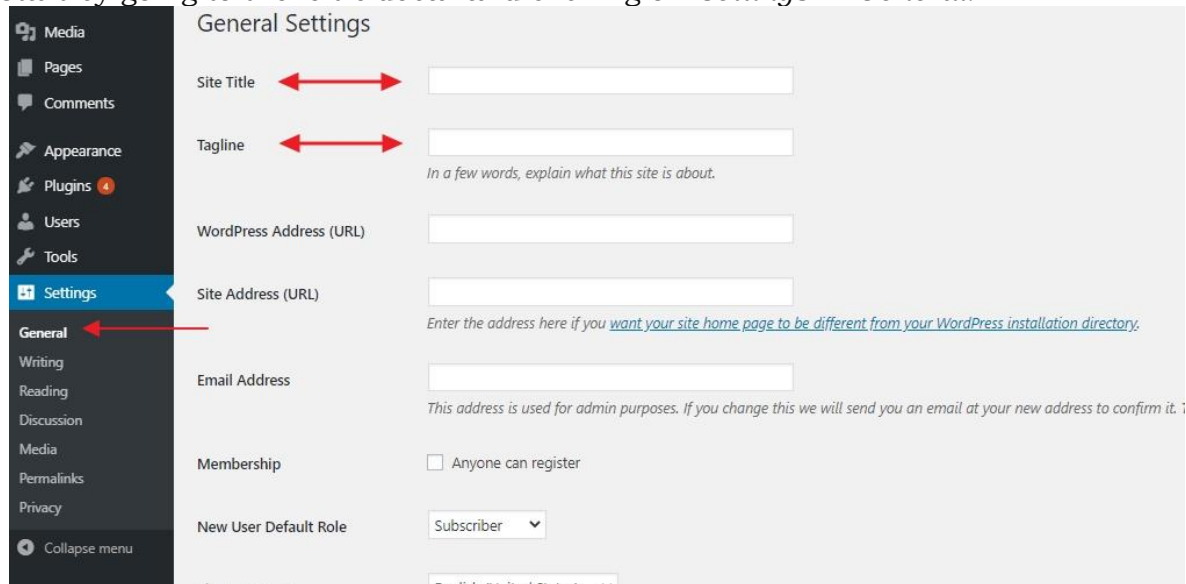 General Settings
Media
Pages
Comments
Appearance
Plugins 4
Users
Tools
Settings
General
Writing
Reading
Discussion
Media
Permalinks
Privacy
Collapse menu
Site Title
Tagline
In a few words, explain what this site is about.
WordPress Address (URL)
Site Address (URL)
Enter the address here if you want your site home page to be different from your WordPress installation directory.
Email Address
This address is used for admin purposes. If you change this we will send you an email at your new address to confirm it.
Membership
Anyone can register
New User Default Role
Subscriber